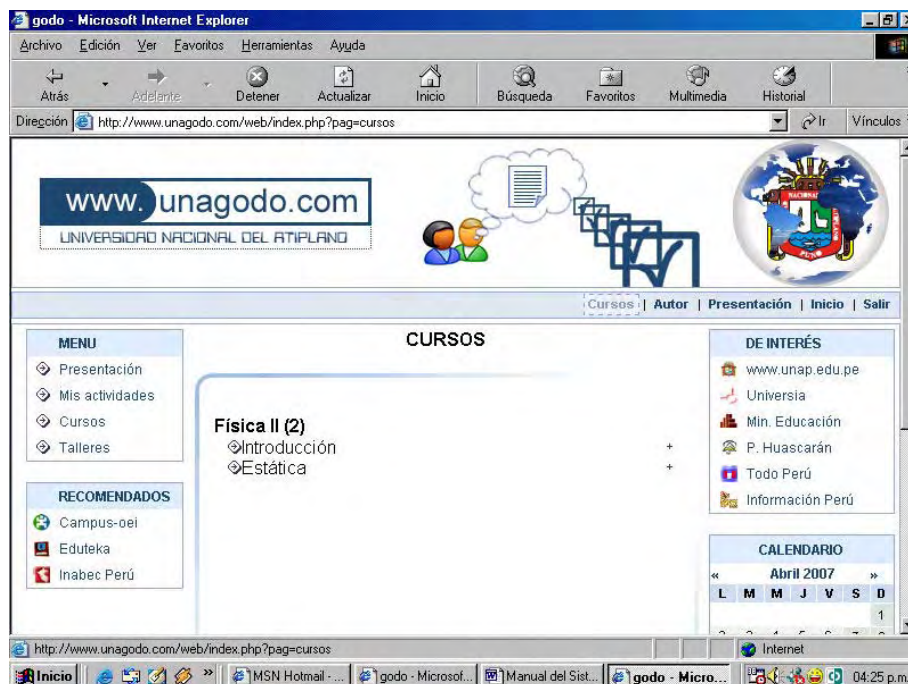 godo - Microsoft Internet Explorer
Archivo Edición Ver Favoritos Herramientas Ayuda
Atrás Adelante Detener Actualizar Inicio Búsqueda Favoritos Multimedia Historial
Dirección http://www.unagodo.com/web/index.php?pag=cursos Ir Vínculos
www.unagodo.com
UNIVERSIDAD NACIONAL DEL ATIPLANO
NACIONAL
PUNO
Cursos | Autor | Presentación | Inicio | Salir
MENU
Presentación
Mis actividades
Cursos
Talleres
RECOMENDADOS
Campus-oei
Eduteka
Inabec Perú
CURSOS
Física II (2)
Introducción +
Estática +
DE INTERÉS
www.unap.edu.pe
Universia
Min. Educación
P. Huascarán
Todo Perú
Información Perú
CALENDARIO
« Abril 2007 »
L M M J V S D
1
http://www.unagodo.com/web/index.php?pag=cursos Internet
Inicio » MSN Hotmail - ... godo - Microsof... Manual del Sist... godo - Micro... 04:25 p.m.